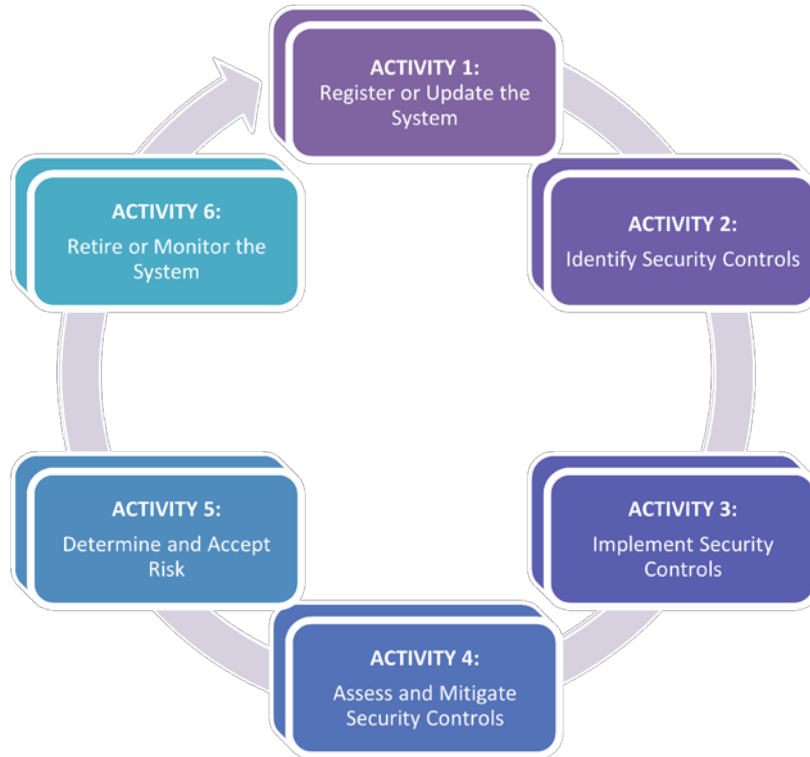 ACTIVITY 1:
Register or Update the
System
ACTIVITY 2:
Identify Security Controls
ACTIVITY 3:
Implement Security
Controls
ACTIVITY 4:
Assess and Mitigate
Security Controls
ACTIVITY 5:
Determine and Accept
Risk
ACTIVITY 6:
Retire or Monitor the
System